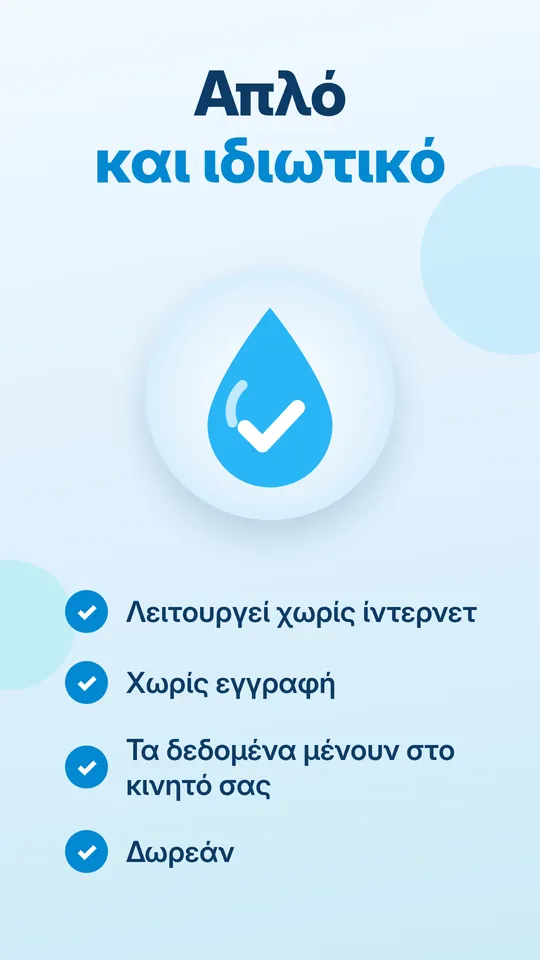 Απλό
και ιδιωτικό
Λειτουργεί χωρίς ίντερνετ
Χωρίς εγγραφή
Τα δεδομένα μένουν στο
κινητό σας
Δωρεάν